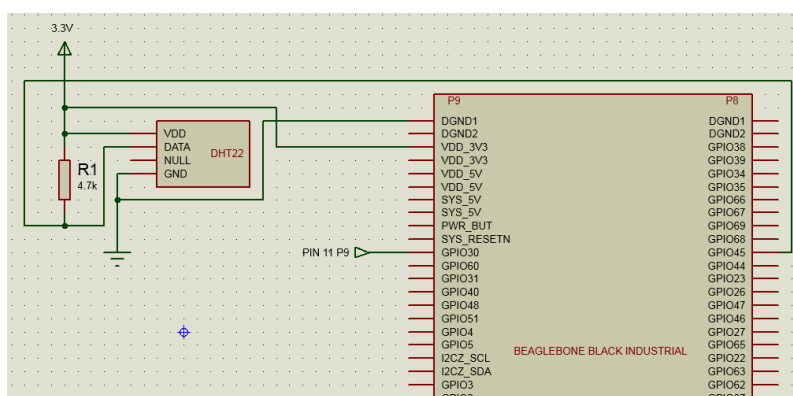 3.3V
R1
4.7k
VDD
DATA
NULL
GND
DHT22
PIN 11 P9
P9
P8
DGND1
DGND2
VDD_3V3
VDD_3V3
VDD_5V
VDD_5V
SYS_5V
SYS_5V
PWR_BUT
SYS_RESETN
GPIO30
GPIO60
GPIO31
GPIO40
GPIO48
GPIO51
GPIO4
GPIO5
I2CZ_SCL
I2CZ_SDA
GPIO3
BEAGLEBONE BLACK INDUSTRIAL
DGND1
DGND2
GPIO38
GPIO39
GPIO34
GPIO35
GPIO66
GPIO67
GPIO69
GPIO68
GPIO45
GPIO44
GPIO23
GPIO26
GPIO47
GPIO46
GPIO27
GPIO65
GPIO22
GPIO63
GPIO62